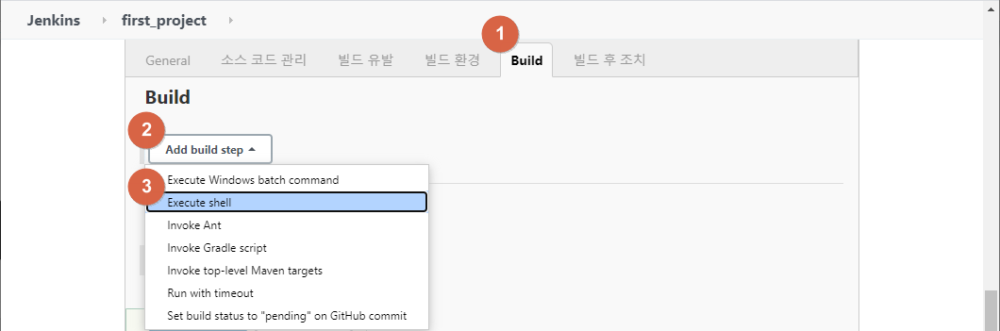 Jenkins first_project
1
General 소스 코드 관리 빌드 유발 빌드 환경 Build 빌드 후 조치
Build
2
Add build step
3
Execute Windows batch command
Execute shell
Invoke Ant
Invoke Gradle script
Invoke top-level Maven targets
Run with timeout
Set build status to "pending" on GitHub commit